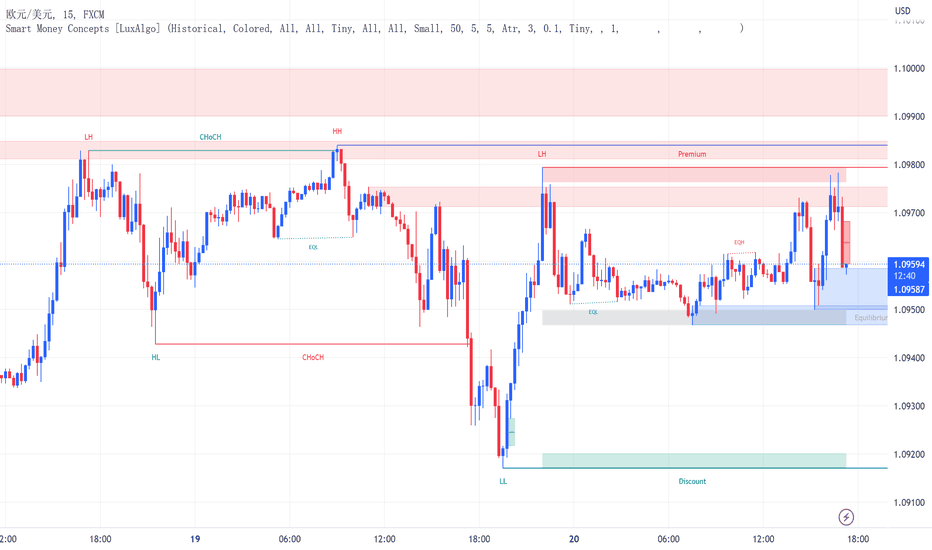 欧元/美元, 15, FXCM
USD
Smart Money Concepts [LuxAlgo] (Historical, Colored, All, All, Tiny, All, All, Small, 50, 5, 5, Atr, 3, 0.1, Tiny, , 1, , , )
1.10100
1.10000
1.09900
HH
LH
CHoCH
LH
Premium
1.09800
1.09700
EQH
EQL
1.09594
12:40
1.09587
EQL
1.09500
Equilibrium
HL
CHoCH
1.09400
1.09300
1.09200
LL
Discount
1.09100
2:00
18:00
19
06:00
12:00
18:00
20
06:00
12:00
18:00